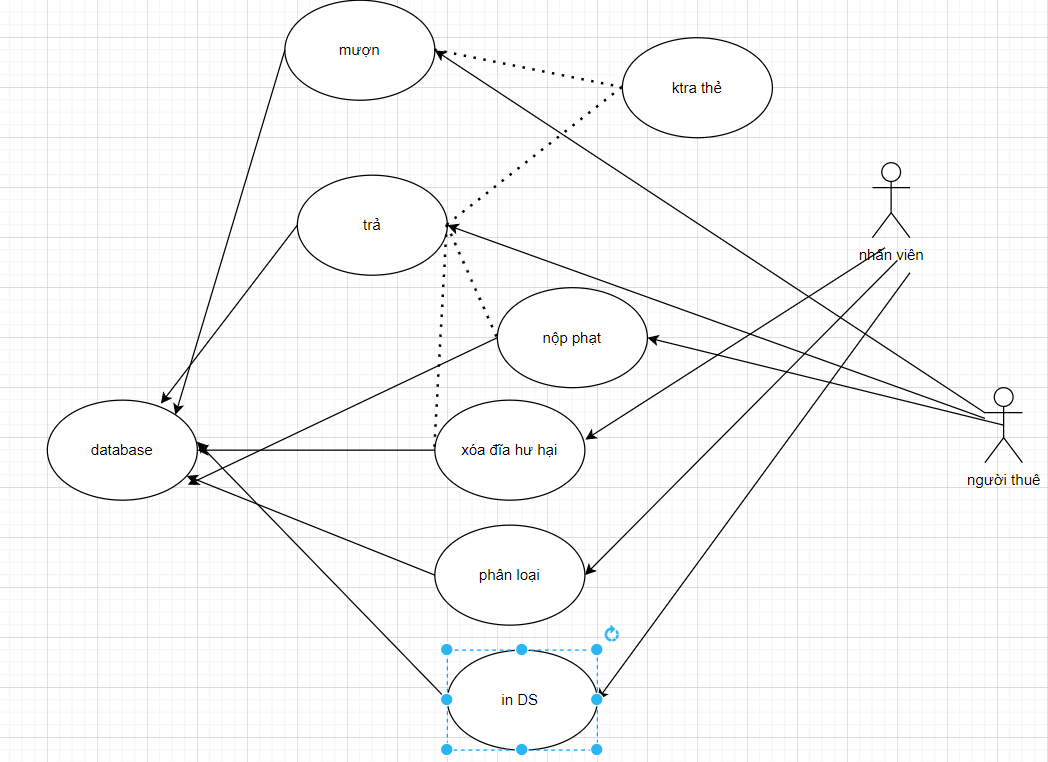 mượn
ktra thẻ
nhân viên
trả
nộp phạt
người thuê
database
xóa đĩa hư hại
phân loại
in DS